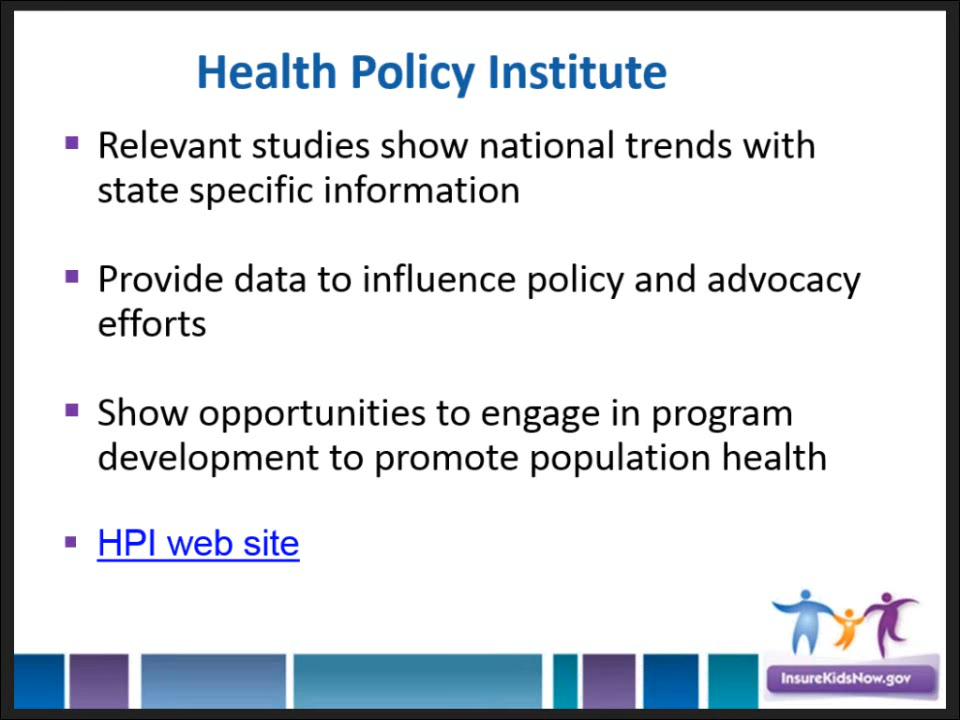 Health Policy Institute
▪ Relevant studies show national trends with
state specific information
▪ Provide data to influence policy and advocacy
efforts
▪ Show opportunities to engage in program
development to promote population health
▪ HPI web site
InsureKidsNow.gov